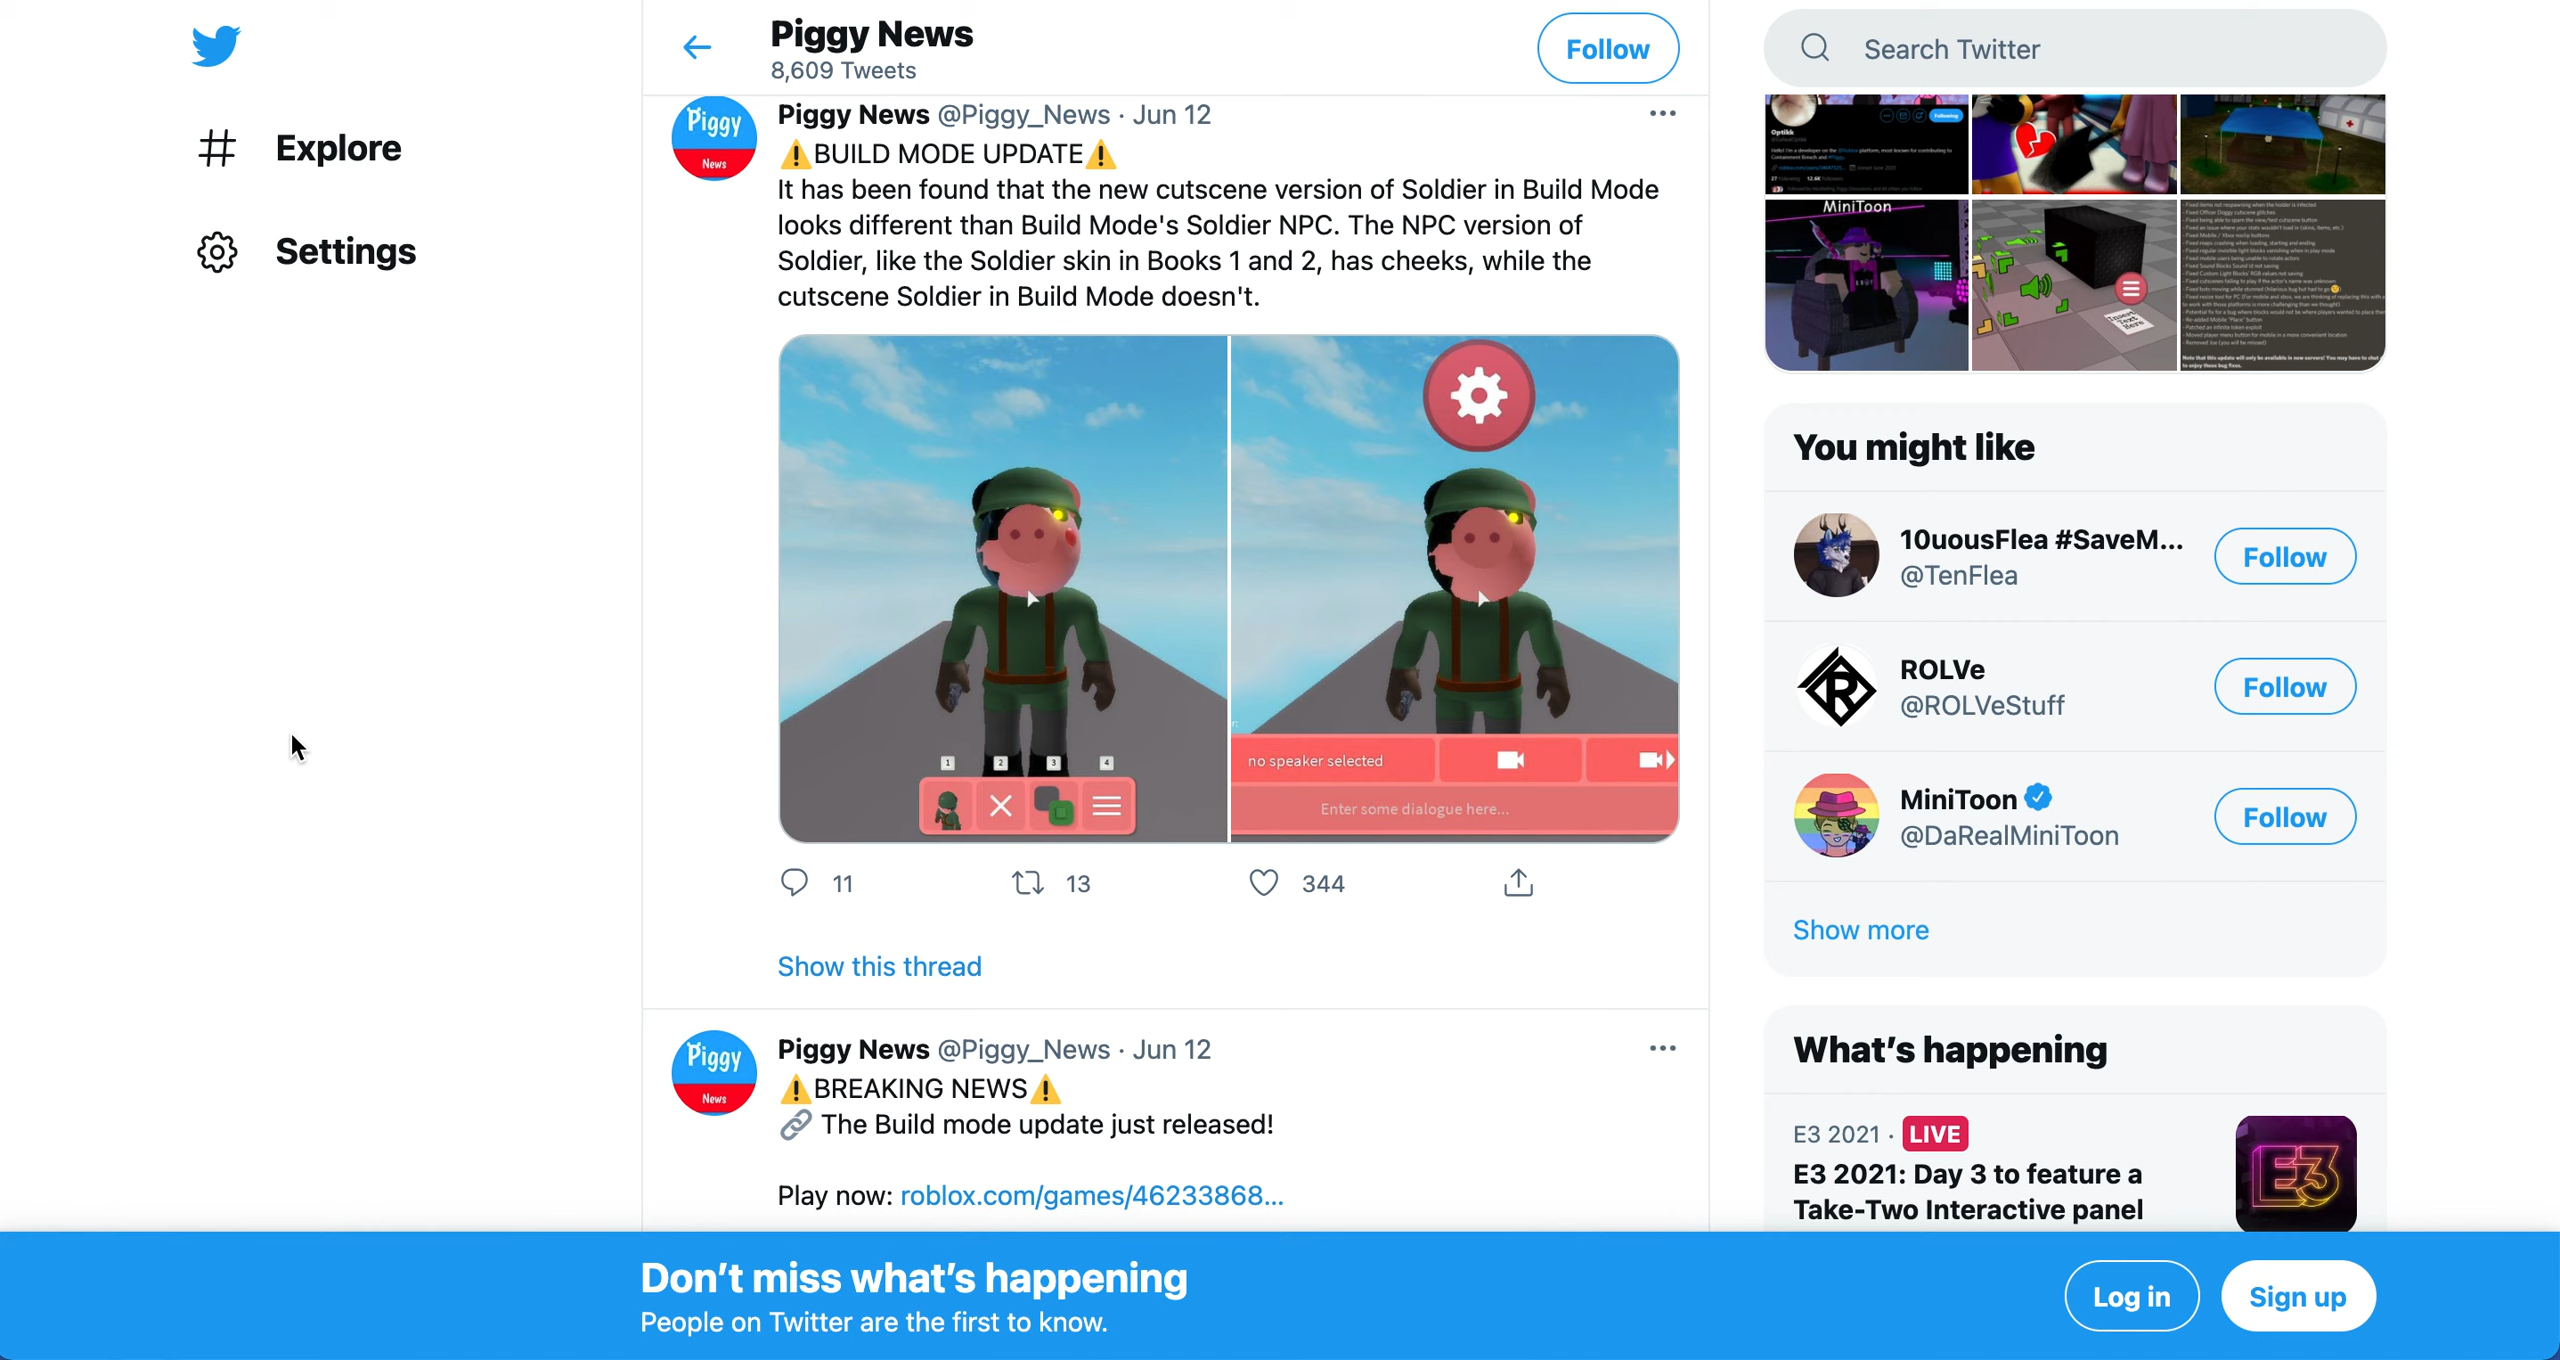 Explore
Settings
Piggy News
8,609 Tweets
Follow
Piggy
News
Piggy News @Piggy_News · Jun 12
⚠️BUILD MODE UPDATE⚠️
It has been found that the new cutscene version of Soldier in Build Mode
looks different than Build Mode's Soldier NPC. The NPC version of
Soldier, like the Soldier skin in Books 1 and 2, has cheeks, while the
cutscene Soldier in Build Mode doesn't.
1 2 3 4
no speaker selected
Enter some dialogue here...
11 13 344
Show this thread
Piggy
News
Piggy News @Piggy_News · Jun 12
⚠️BREAKING NEWS⚠️
🔗 The Build mode update just released!
Play now: roblox.com/games/46233868...
Search Twitter
Optikk
Following
MiniToon
Insert
Text
Here
You might like
10uousFlea #SaveM...
@TenFlea
Follow
ROLVe
@ROLVeStuff
Follow
MiniToon
@DaRealMiniToon
Follow
Show more
What's happening
E3 2021 · LIVE
E3 2021: Day 3 to feature a
Take-Two Interactive panel
E3
Don't miss what's happening
People on Twitter are the first to know.
Log in
Sign up